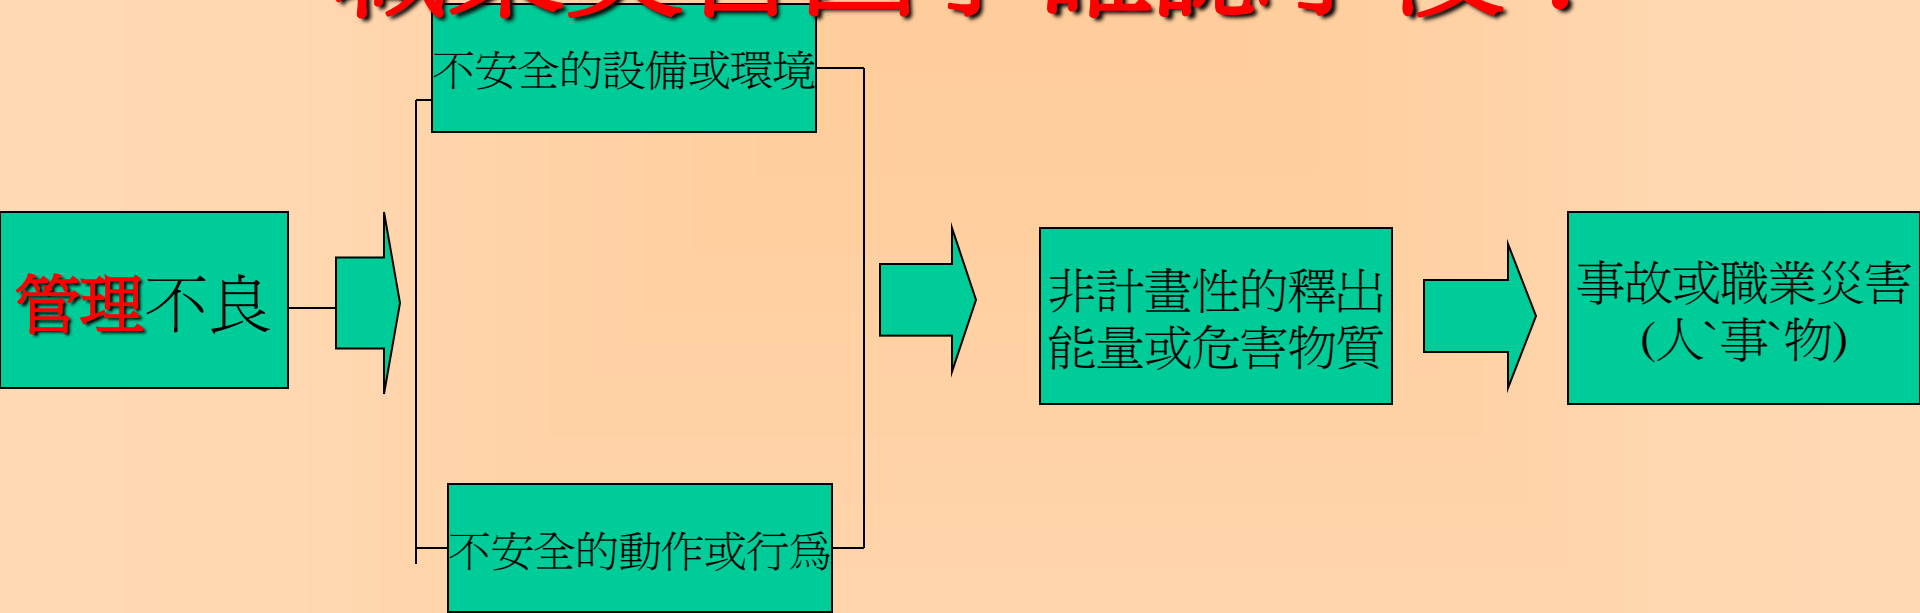 不安全的設備或環境
管理不良
非計畫性的釋出
能量或危害物質
事故或職業災害
(人`事`物)
不安全的動作或行為